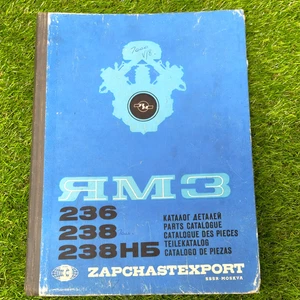 ЯМЗ
236
238
238НБ
КАТАЛОГ ДЕТАЛЕЙ
PARTS CATALOGUE
CATALOGUE DES PIECES
TEILEKATALOG
CATALOGO DE PIEZAS
ZAPCHASTEXPORT